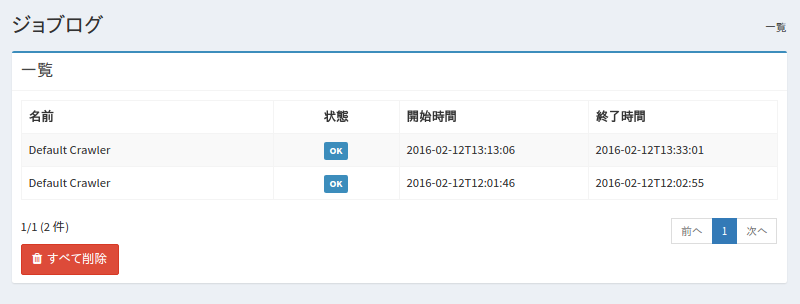 ジョブログ
一覧
一覧
名前 状態 開始時間 終了時間
Default Crawler OK 2016-02-12T13:13:06 2016-02-12T13:33:01
Default Crawler OK 2016-02-12T12:01:46 2016-02-12T12:02:55
1/1 (2 件)
前へ 1 次へ
すべて削除